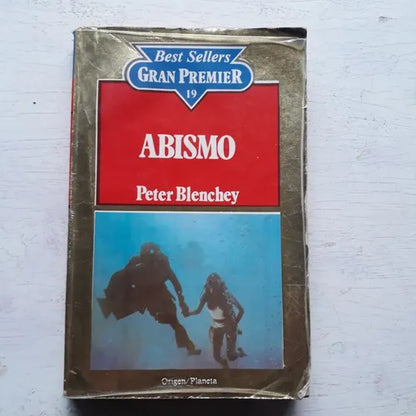 Best Sellers
GRAN PREMIER
19
ABISMO
Peter Blenchey
Origen/Planeta